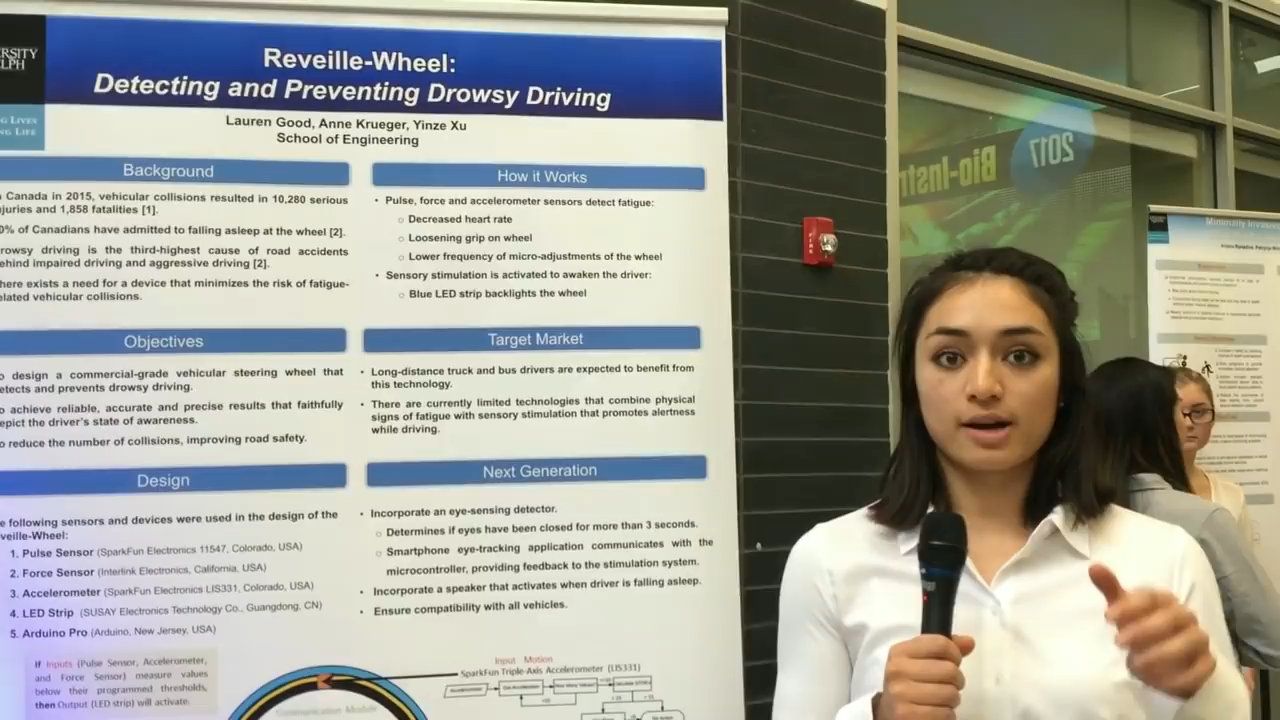 RSITY
LPH
G LIVES
NG LIFE
Reveille-Wheel:
Detecting and Preventing Drowsy Driving
Lauren Good, Anne Krueger, Yinze Xu
School of Engineering
Background
Canada in 2015, vehicular collisions resulted in 10,280 serious
juries and 1,858 fatalities [1].
0% of Canadians have admitted to falling asleep at the wheel [2].
rowsy driving is the third-highest cause of road accidents
ehind impaired driving and aggressive driving [2].
here exists a need for a device that minimizes the risk of fatigue-
elated vehicular collisions.
Objectives
o design a commercial-grade vehicular steering wheel that
etects and prevents drowsy driving.
o achieve reliable, accurate and precise results that faithfully
epict the driver's state of awareness.
o reduce the number of collisions, improving road safety.
Design
e following sensors and devices were used in the design of the
veille-Wheel:
1. Pulse Sensor (SparkFun Electronics 11547, Colorado, USA)
2. Force Sensor (Interlink Electronics, California, USA)
3. Accelerometer (SparkFun Electronics LIS331, Colorado, USA)
4. LED Strip (SUSAY Electronics Technology Co., Guangdong, CN)
5. Arduino Pro (Arduino, New Jersey, USA)
If Inputs (Pulse Sensor, Accelerometer,
and Force Sensor) measure values
below their programmed thresholds,
then Output (LED strip) will activate.
Communication Module
How it Works
• Pulse, force and accelerometer sensors detect fatigue:
○ Decreased heart rate
○ Loosening grip on wheel
○ Lower frequency of micro-adjustments of the wheel
• Sensory stimulation is activated to awaken the driver:
○ Blue LED strip backlights the wheel
Target Market
• Long-distance truck and bus drivers are expected to benefit from
this technology.
• There are currently limited technologies that combine physical
signs of fatigue with sensory stimulation that promotes alertness
while driving.
Next Generation
• Incorporate an eye-sensing detector.
○ Determines if eyes have been closed for more than 3 seconds.
○ Smartphone eye-tracking application communicates with the
microcontroller, providing feedback to the stimulation system.
• Incorporate a speaker that activates when driver is falling asleep.
• Ensure compatibility with all vehicles.
Input Motion
SparkFun Triple-Axis Accelerometer (LIS331)
Accelerometer
2017
Bio-Instr
FIRE
Minimally Invasiv